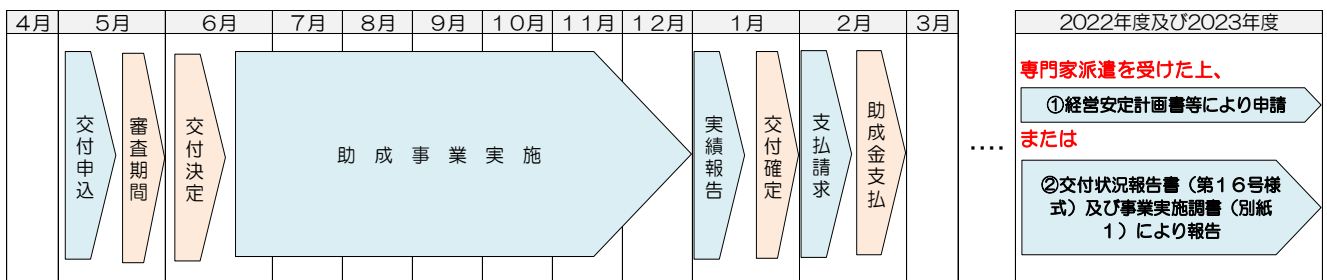 4月 5月 6月 7月 8月 9月 10月 11月 12月 1月 2月 3月 2022年度及び2023年度
交付申込
審査期間
交付決定
助成事業実施
実績報告
交付確定
支払請求
助成金支払
‥‥
専門家派遣を受けた上、
①経営安定計画書等により申請
または
②交付状況報告書（第16号様
式）及び事業実施調書（別紙
1）により報告